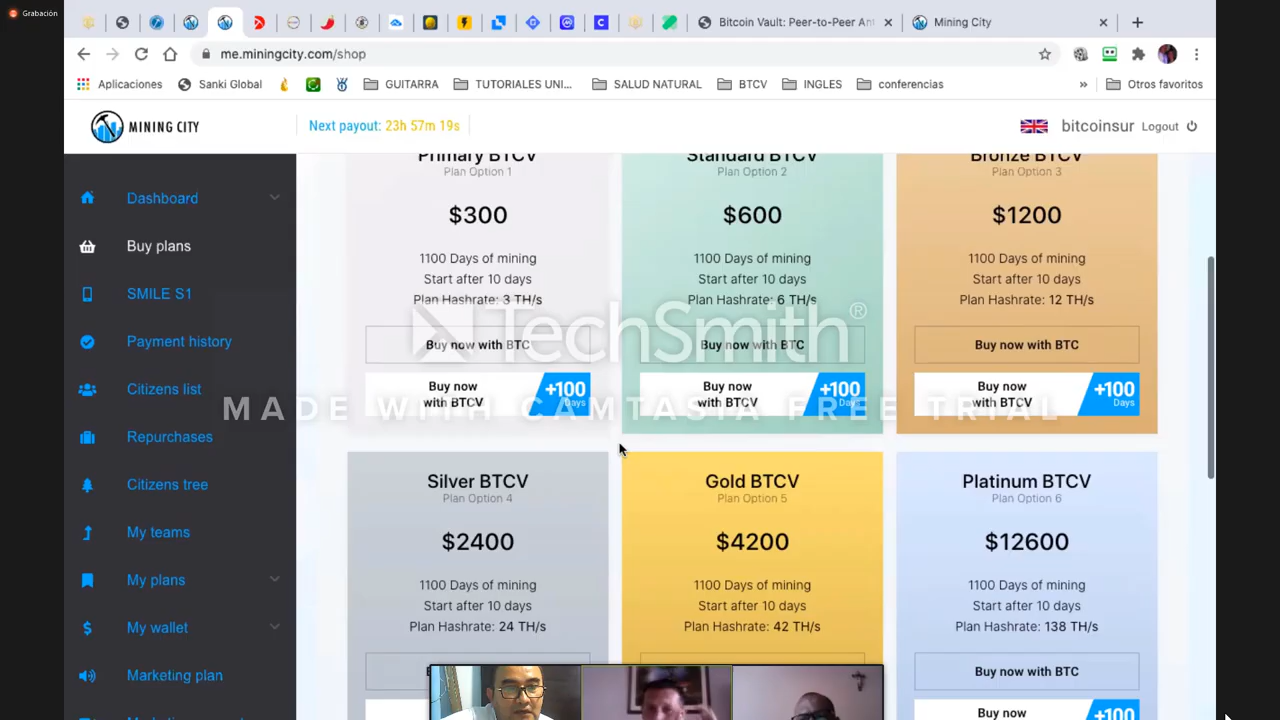 Grabación
Bitcoin Vault: Peer-to-Peer Ant
Mining City
me.miningcity.com/shop
Aplicaciones
Sanki Global
GUITARRA
TUTORIALES UNI...
SALUD NATURAL
BTCV
INGLES
conferencias
»
Otros favoritos
MINING CITY
Next payout: 23h 57m 19s
bitcoinsur
Logout
Dashboard
Buy plans
SMILE S1
Payment history
Citizens list
Repurchases
Citizens tree
My teams
My plans
My wallet
Marketing plan
Primary BTCV
Plan Option 1
$300
1100 Days of mining
Start after 10 days
Plan Hashrate: 3 TH/s
Buy now with BTC
Buy now
with BTCV
+100
Days
Standard BTCV
Plan Option 2
$600
1100 Days of mining
Start after 10 days
Plan Hashrate: 6 TH/s
Buy now with BTC
Buy now
with BTCV
+100
Days
Bronze BTCV
Plan Option 3
$1200
1100 Days of mining
Start after 10 days
Plan Hashrate: 12 TH/s
Buy now with BTC
Buy now
with BTCV
+100
Days
TechSmith®
MADE WITH CAMTASIA FREE TRIAL
Silver BTCV
Plan Option 4
$2400
1100 Days of mining
Start after 10 days
Plan Hashrate: 24 TH/s
Gold BTCV
Plan Option 5
$4200
1100 Days of mining
Start after 10 days
Plan Hashrate: 42 TH/s
Platinum BTCV
Plan Option 6
$12600
1100 Days of mining
Start after 10 days
Plan Hashrate: 138 TH/s
Buy now with BTC
Buy now
+100